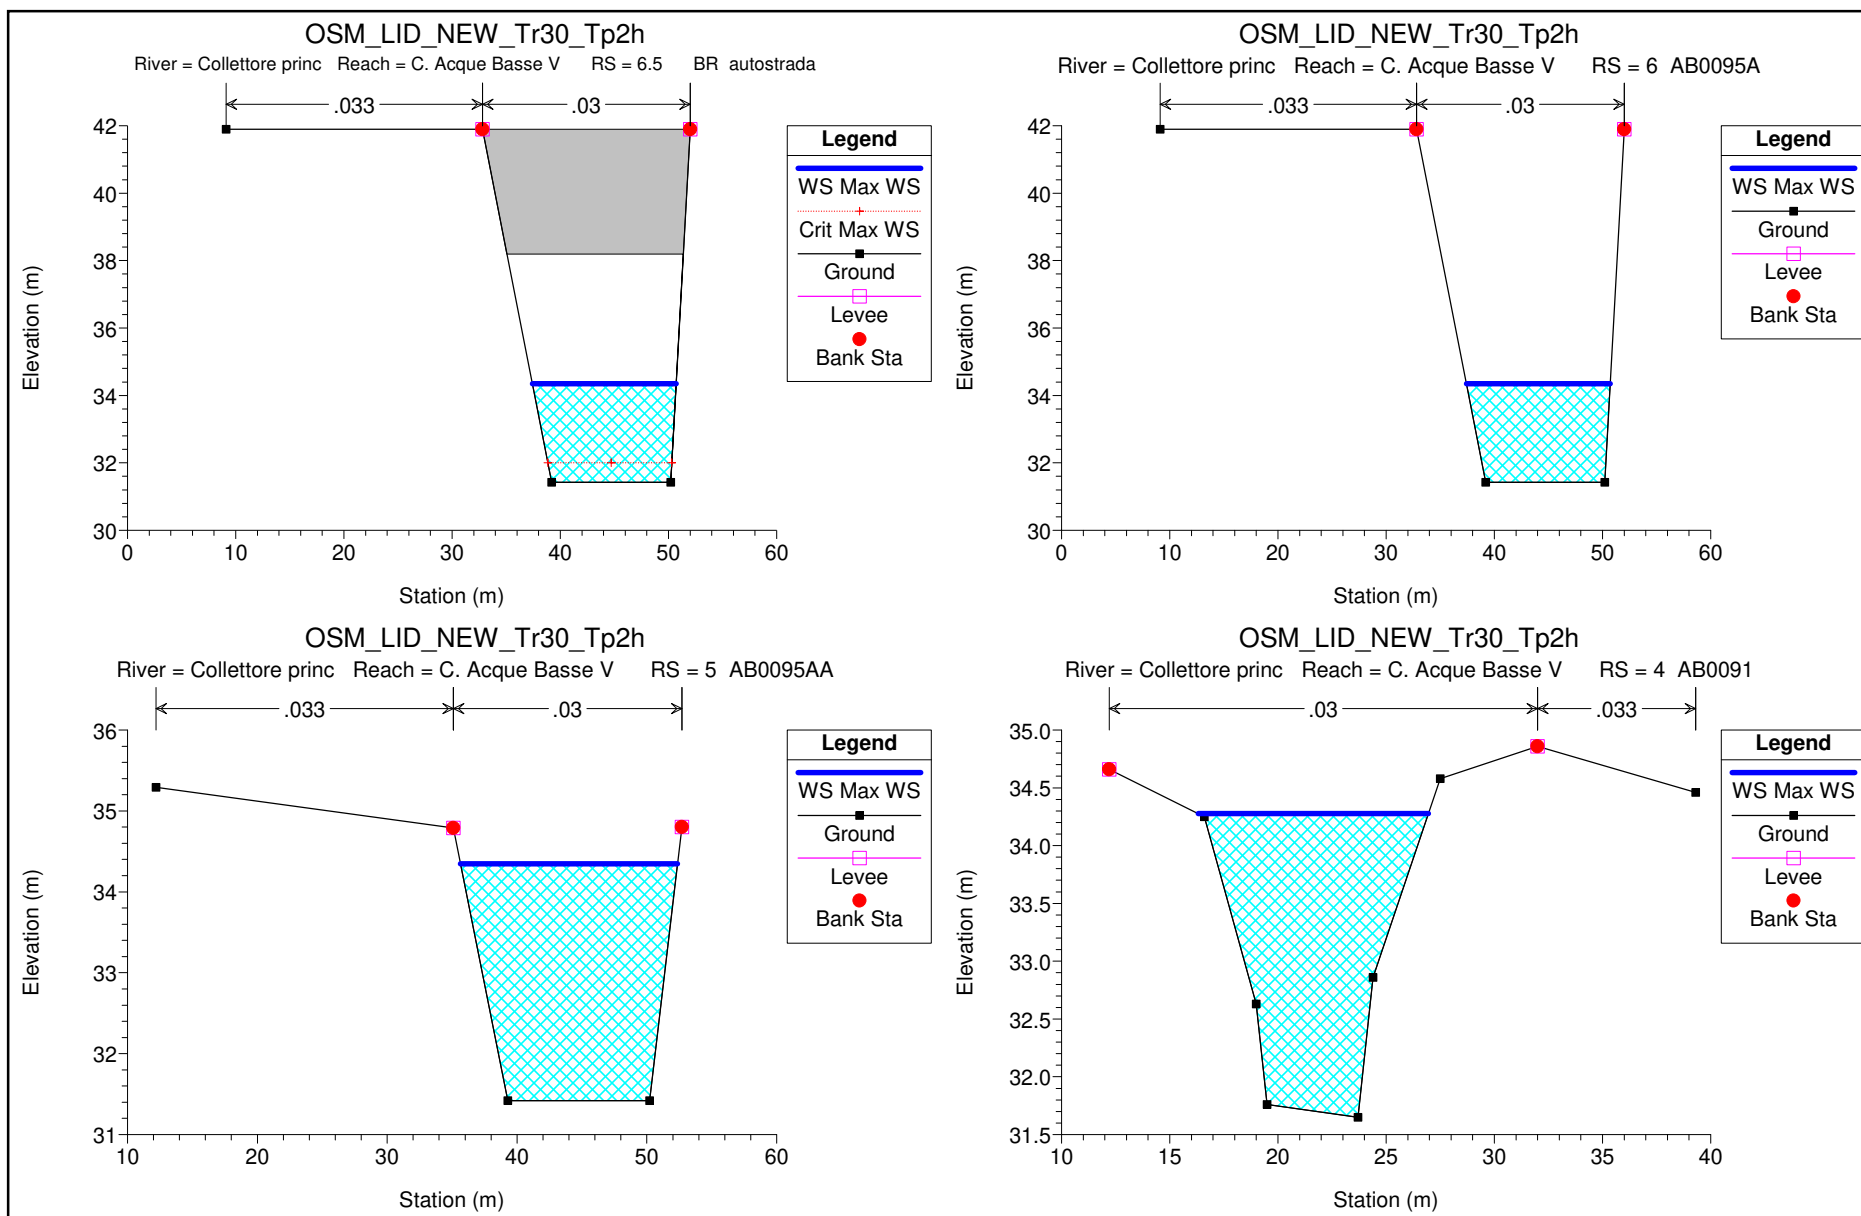 OSM_LID_NEW_Tr30_Tp2h
River = Collettore princ Reach = C. Acque Basse V RS = 6.5 BR autostrada
.033 .03
Elevation (m)
42
40
38
36
34
32
30
0 10 20 30 40 50 60
Station (m)
Legend
WS Max WS
Crit Max WS
Ground
Levee
Bank Sta
OSM_LID_NEW_Tr30_Tp2h
River = Collettore princ Reach = C. Acque Basse V RS = 6 AB0095A
.033 .03
Elevation (m)
42
40
38
36
34
32
30
0 10 20 30 40 50 60
Station (m)
Legend
WS Max WS
Ground
Levee
Bank Sta
OSM_LID_NEW_Tr30_Tp2h
River = Collettore princ Reach = C. Acque Basse V RS = 5 AB0095AA
.033 .03
Elevation (m)
36
35
34
33
32
31
10 20 30 40 50 60
Station (m)
Legend
WS Max WS
Ground
Levee
Bank Sta
OSM_LID_NEW_Tr30_Tp2h
River = Collettore princ Reach = C. Acque Basse V RS = 4 AB0091
.03 .033
Elevation (m)
35.0
34.5
34.0
33.5
33.0
32.5
32.0
31.5
10 15 20 25 30 35 40
Station (m)
Legend
WS Max WS
Ground
Levee
Bank Sta